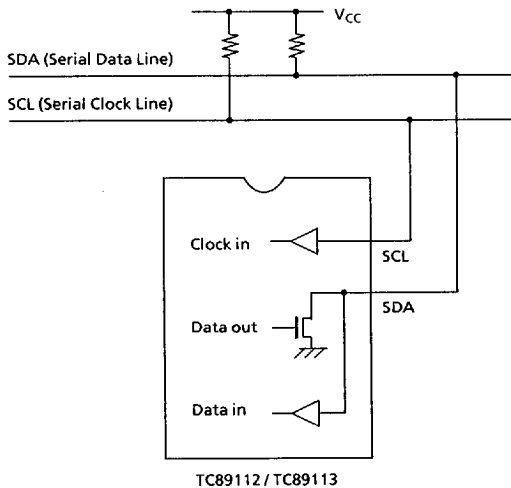 VCC
SDA (Serial Data Line)
SCL (Serial Clock Line)
Clock in
SCL
SDA
Data out
Data in
TC89112 / TC89113